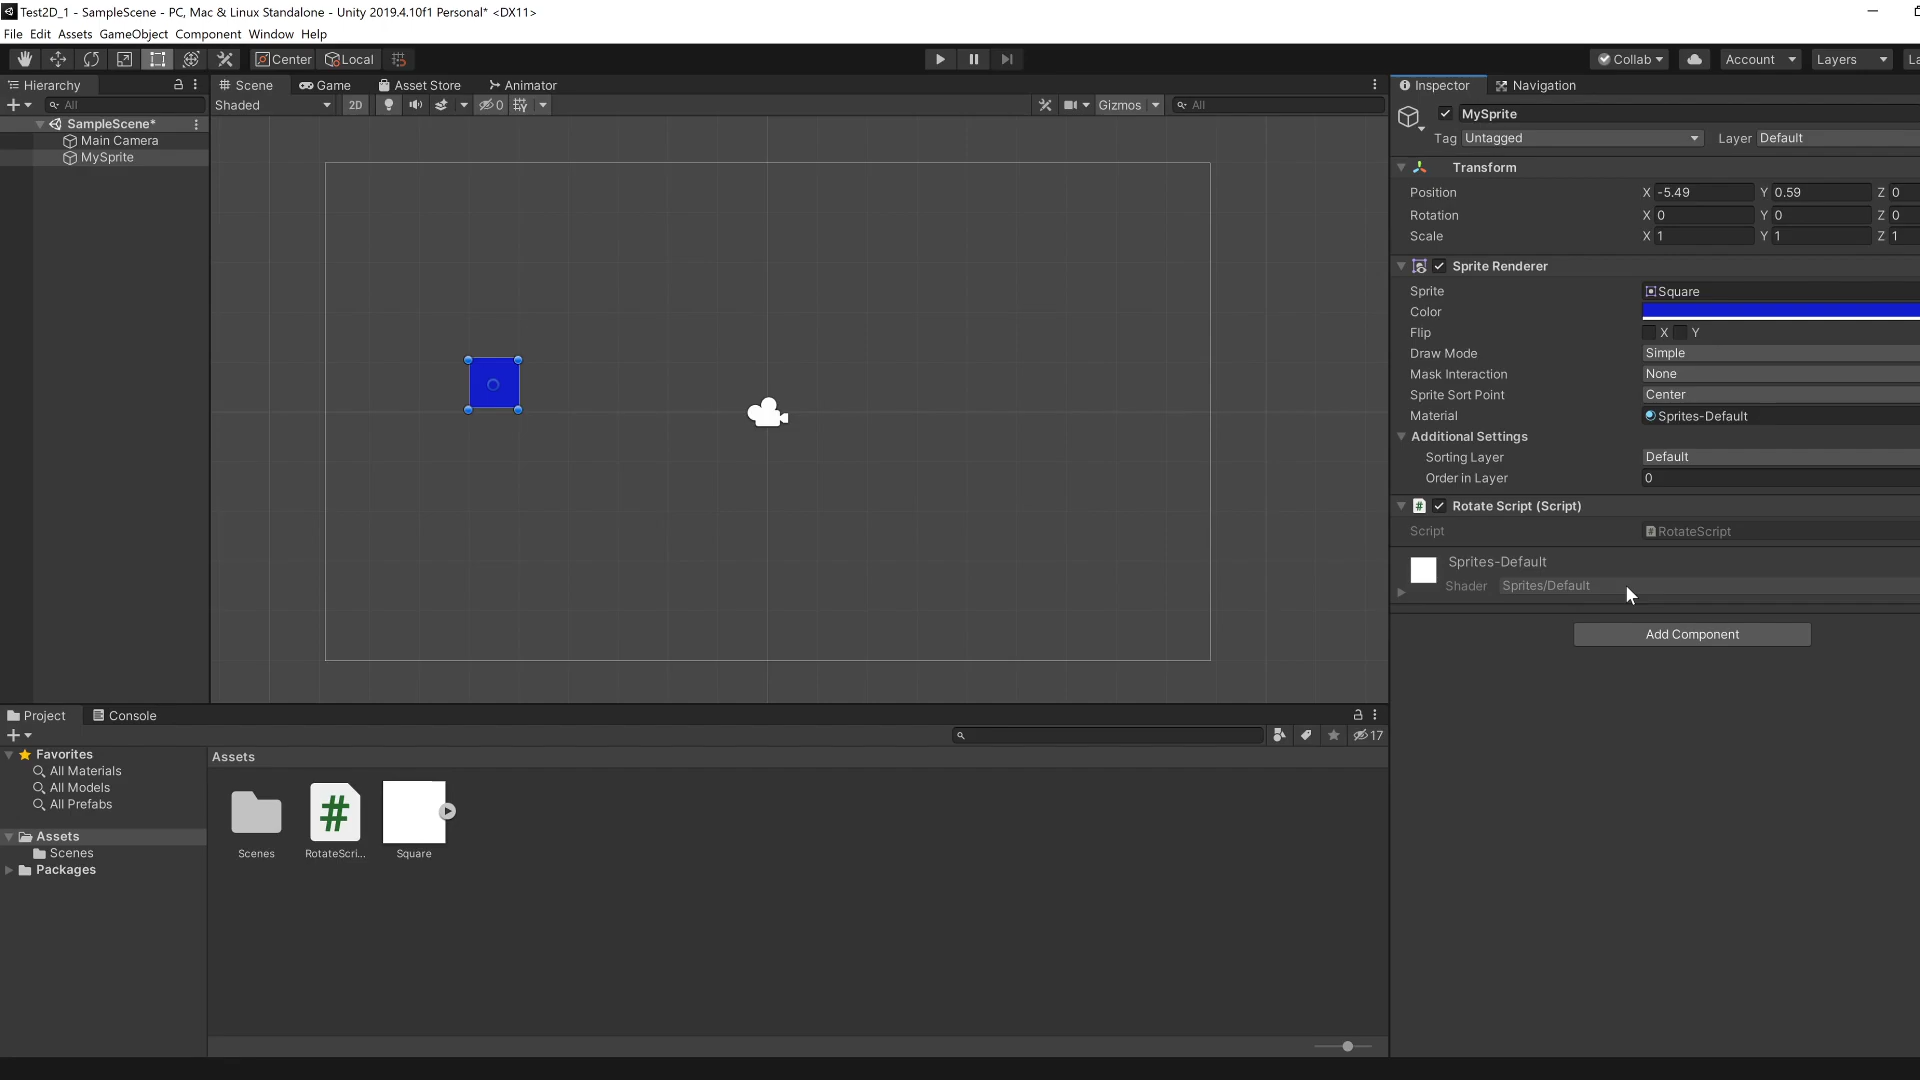 Test2D_1 - SampleScene - PC, Mac & Linux Standalone - Unity 2019.4.10f1 Personal* <DX11>
File Edit Assets GameObject Component Window Help
Center Local
Collab Account Layers
Hierarchy
All
SampleScene*
Main Camera
MySprite
Scene Game Asset Store Animator
Shaded 2D 0 Gizmos All
Inspector Navigation
MySprite
Tag Untagged Layer Default
Transform
Position X -5.49 Y 0.59 Z 0
Rotation X 0 Y 0 Z 0
Scale X 1 Y 1 Z 1
Sprite Renderer
Sprite Square
Color
Flip X Y
Draw Mode Simple
Mask Interaction None
Sprite Sort Point Center
Material Sprites-Default
Additional Settings
Sorting Layer Default
Order in Layer 0
# Rotate Script (Script)
Script RotateScript
Sprites-Default
Shader Sprites/Default
Add Component
Project Console
17
Favorites
All Materials
All Models
All Prefabs
Assets
Scenes
Packages
Assets
#
Scenes RotateScri... Square